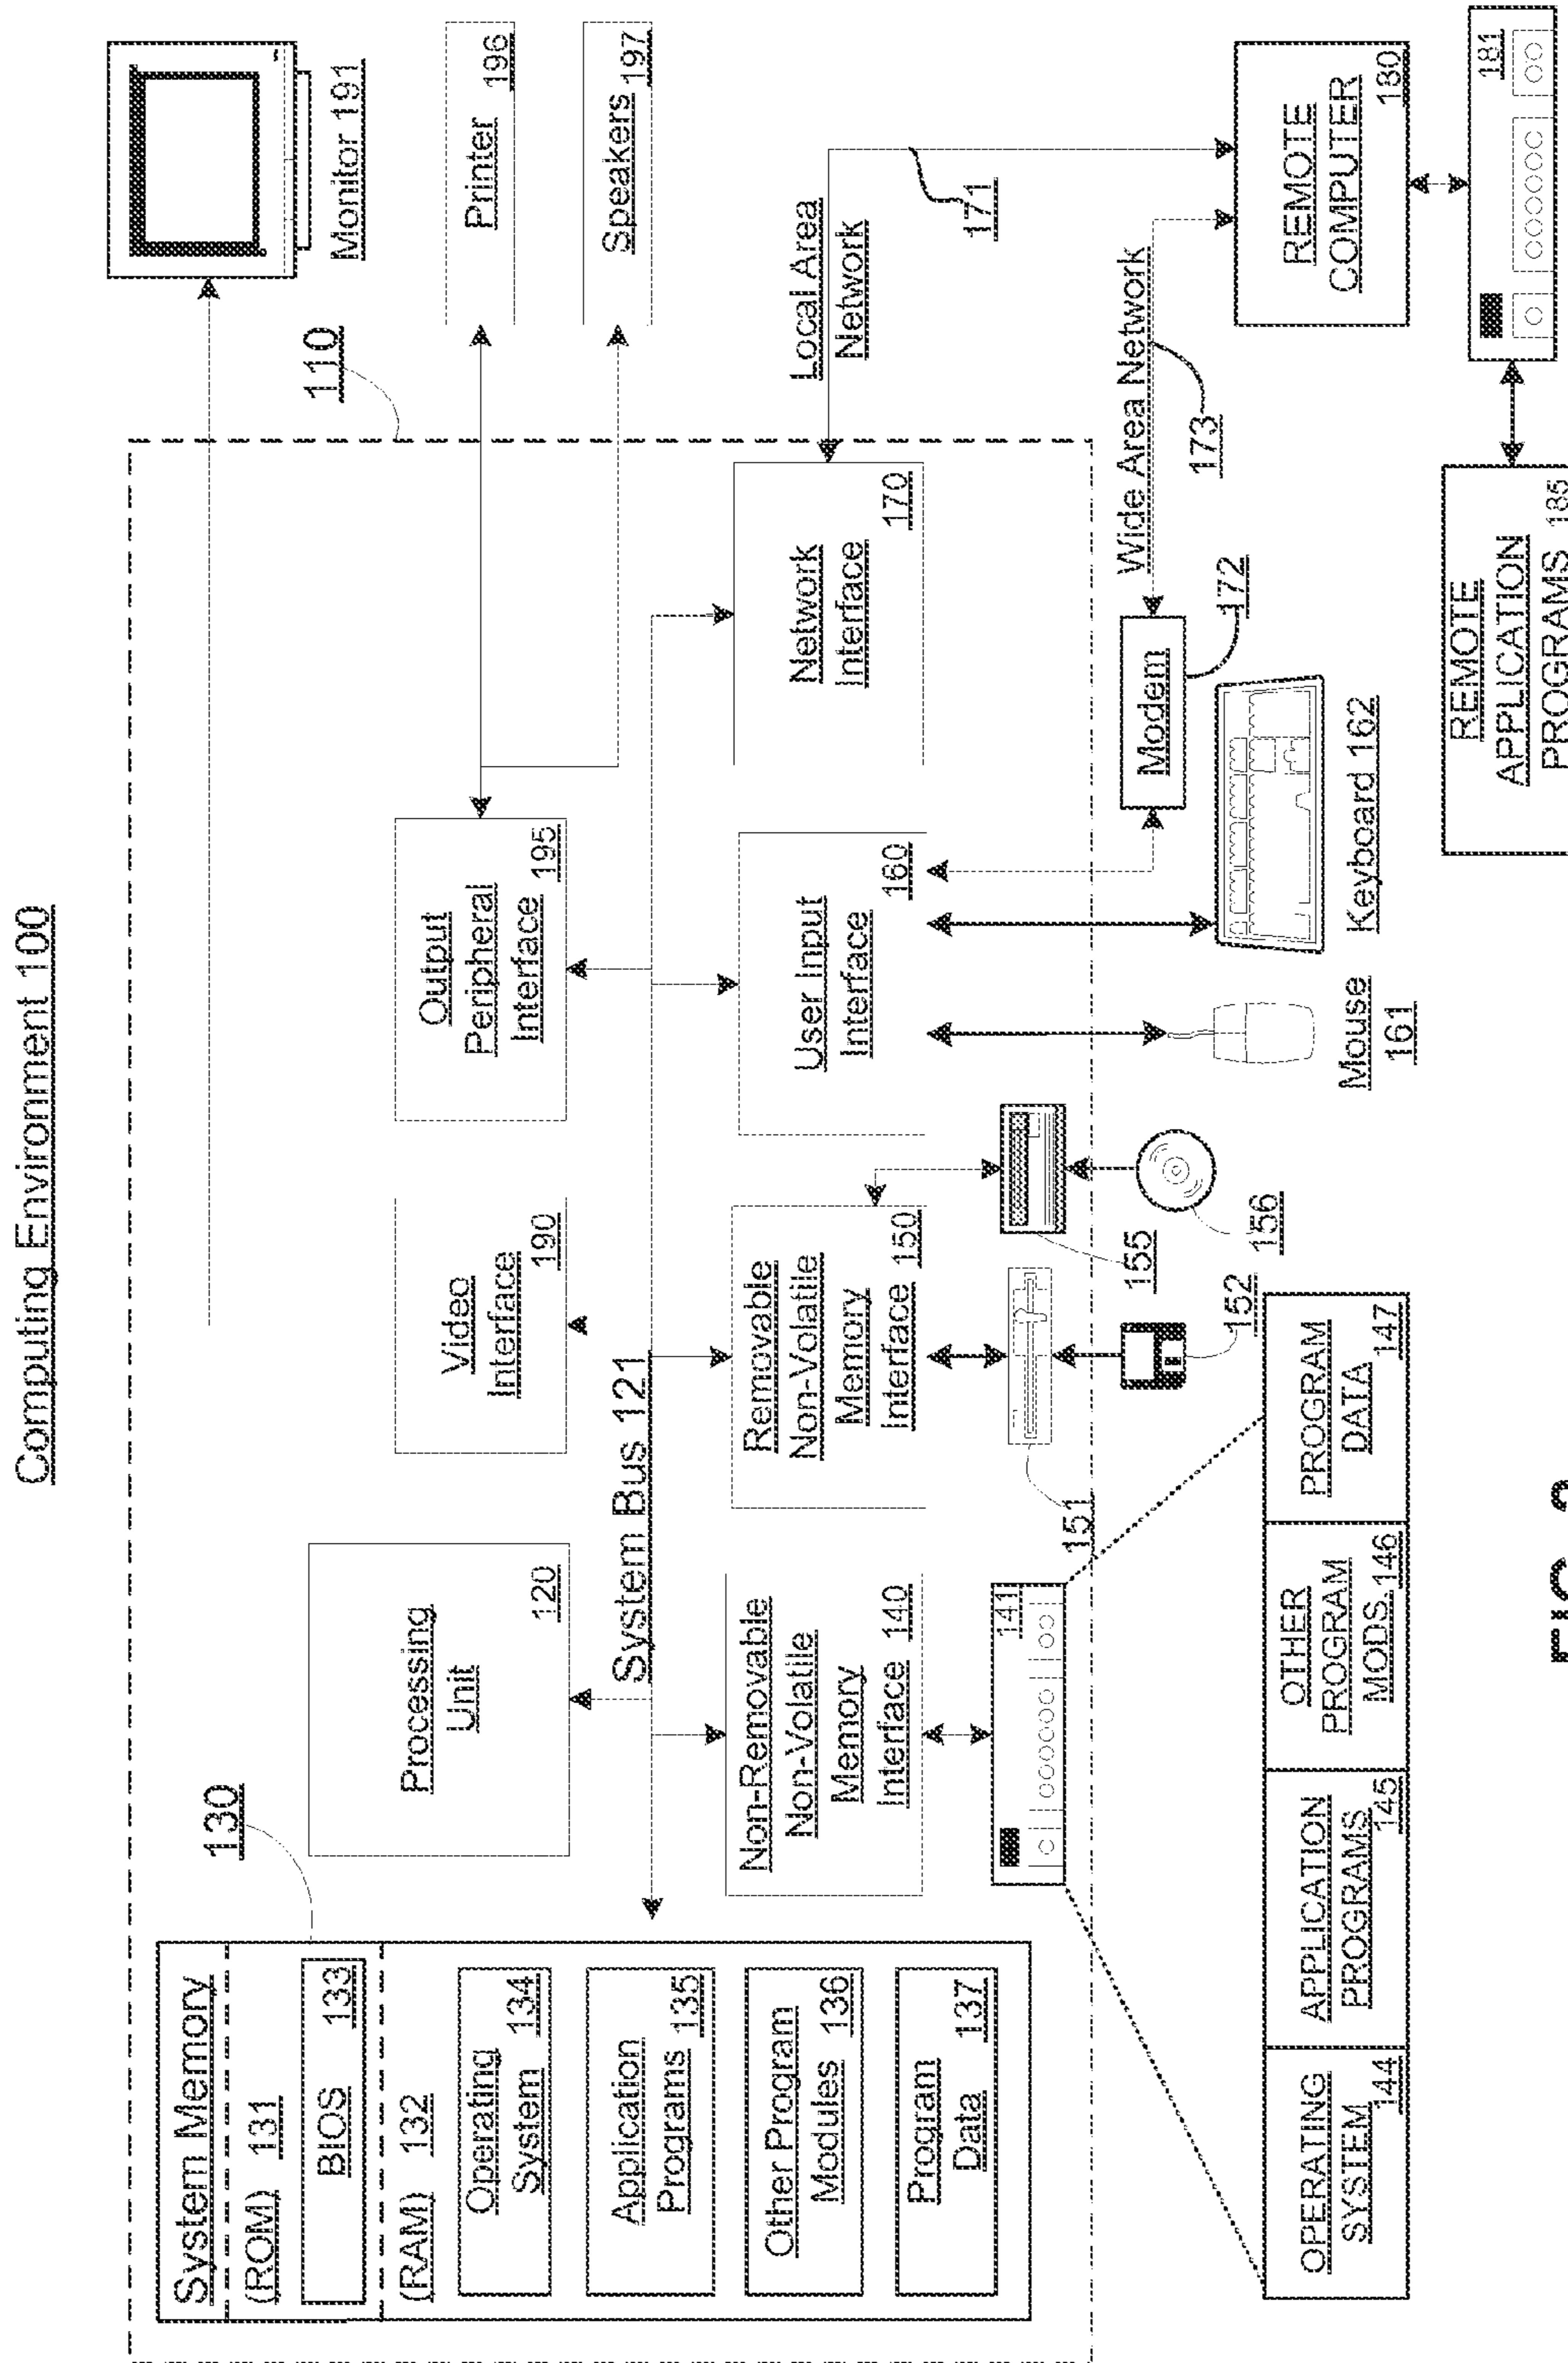 Computing Environment 100
System Memory
(ROM) 131
BIOS 133
(RAM) 132
Operating
System 134
Application
Programs 135
Other Program
Modules 136
Program
Data 137
130
Processing
Unit
120
System Bus 121
Video
Interface
190
Output
Peripheral
Interface 195
110
Monitor 191
Printer 196
Speakers 197
Non-Removable
Non-Volatile
Memory
Interface 140
Removable
Non-Volatile
Memory
Interface 150
User Input
Interface
160
Network
Interface
170
Local Area
Network
171
141
151
152
155
156
Mouse
161
Keyboard 162
Modem
172
Wide Area Network
173
REMOTE
COMPUTER
180
181
REMOTE
APPLICATION
PROGRAMS 185
OPERATING
SYSTEM 144
APPLICATION
PROGRAMS 145
OTHER
PROGRAM
MODS. 146
PROGRAM
DATA 147